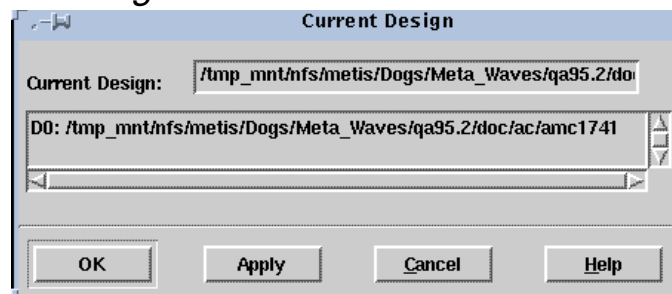 Current Design
Current Design: /tmp_mnt/nfs/metis/Dogs/Meta_Waves/qa95.2/do
D0: /tmp_mnt/nfs/metis/Dogs/Meta_Waves/qa95.2/doc/ac/amc1741
OK Apply Cancel Help